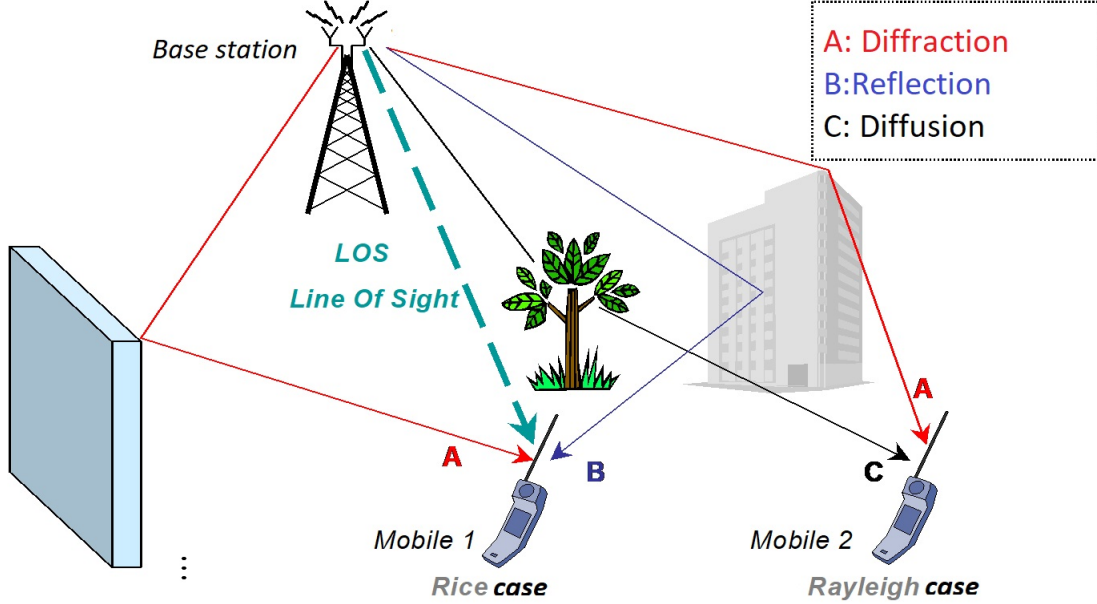 Base station
A: Diffraction
B:Reflection
C: Diffusion
LOS
Line Of Sight
A
A
B
C
Mobile 1
Mobile 2
...
Rice case
Rayleigh case